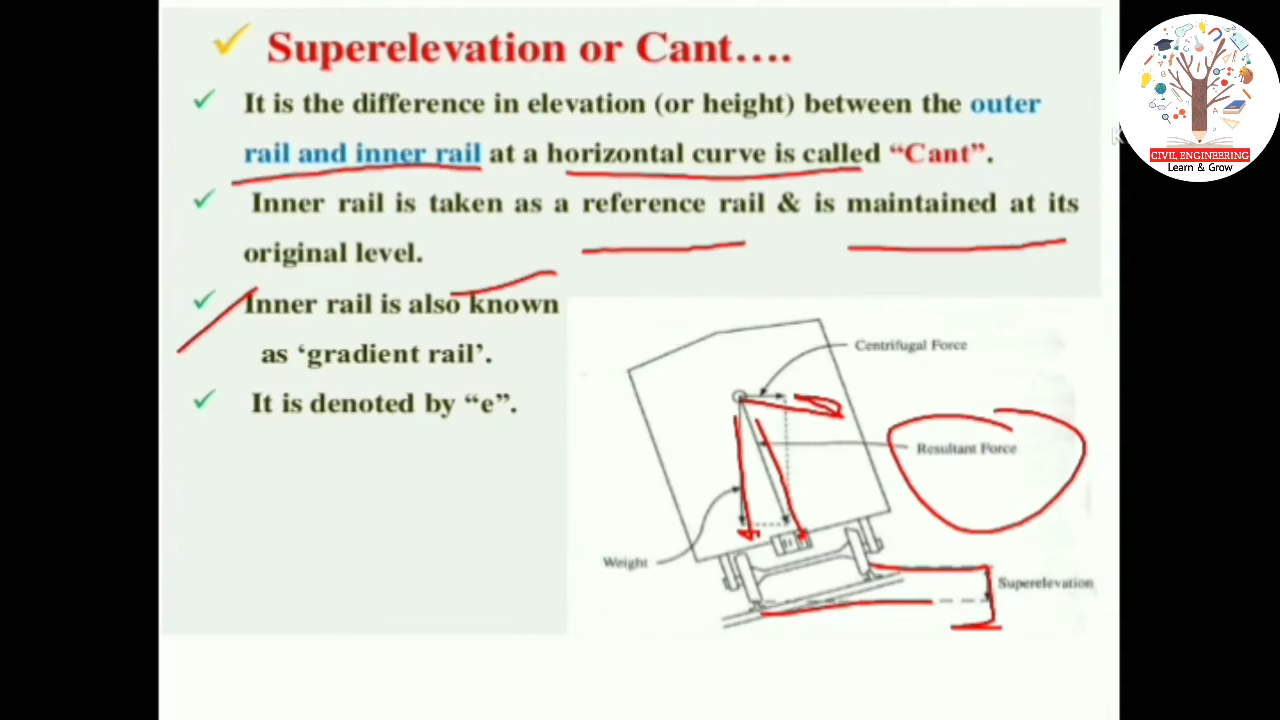 Superelevation or Cant....
It is the difference in elevation (or height) between the outer
rail and inner rail at a horizontal curve is called “Cant”.
Inner rail is taken as a reference rail & is maintained at its
original level.
Inner rail is also known
as ‘gradient rail’.
It is denoted by “e”.
Centrifugal Force
Resultant Force
Weight
Superelevation
CIVIL ENGINEERING
Learn & Grow